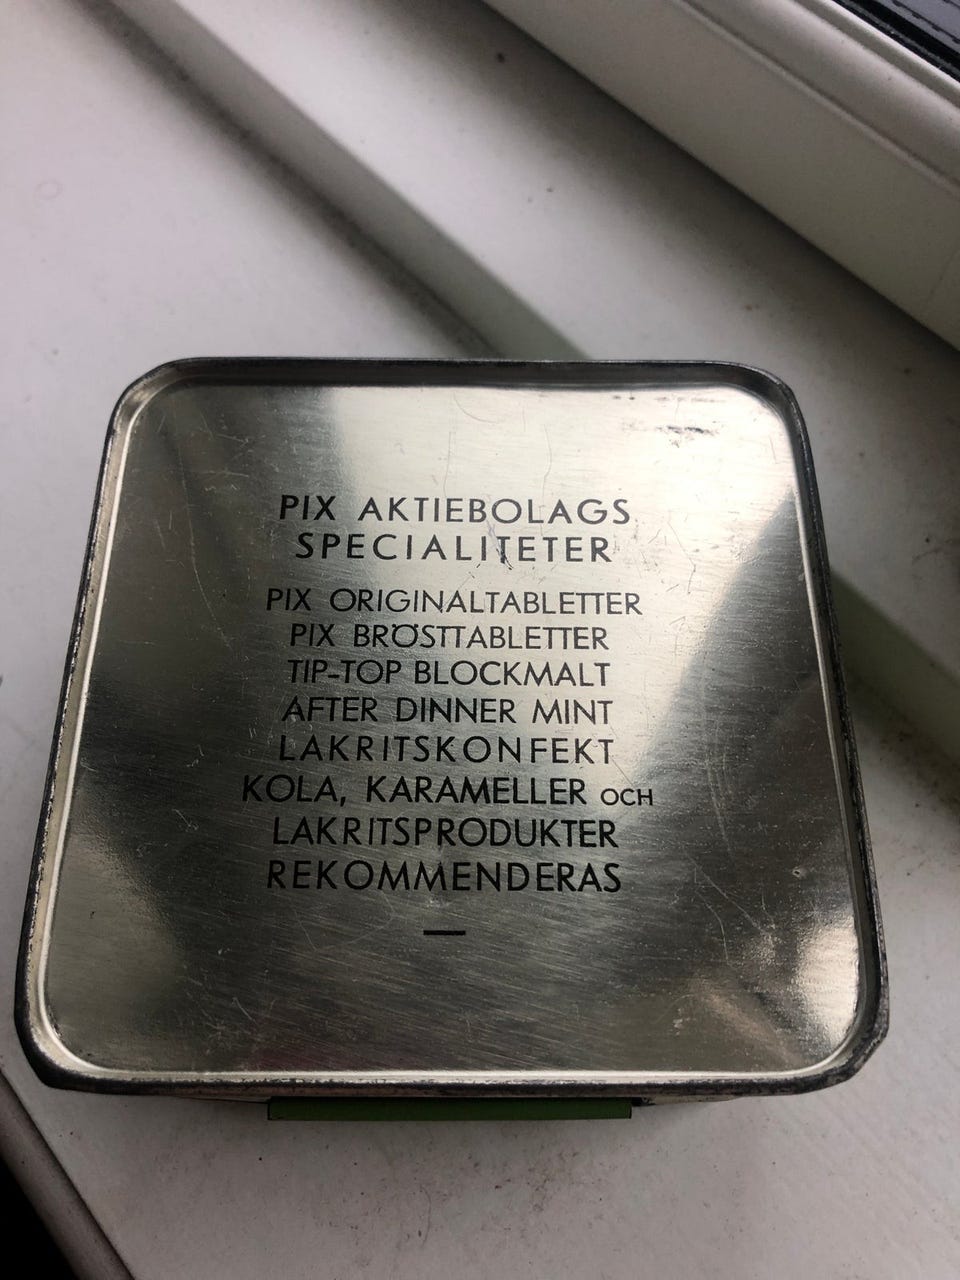 PIX AKTIEBOLAGS
SPECIALITETER
PIX ORIGINALTABLETTER
PIX BRÖSTTABLETTER
TIP-TOP BLOCKMALT
AFTER DINNER MINT
LAKRITSKONFEKT
KOLA, KARAMELLER OCH
LAKRITSPRODUKTER
REKOMMENDERAS